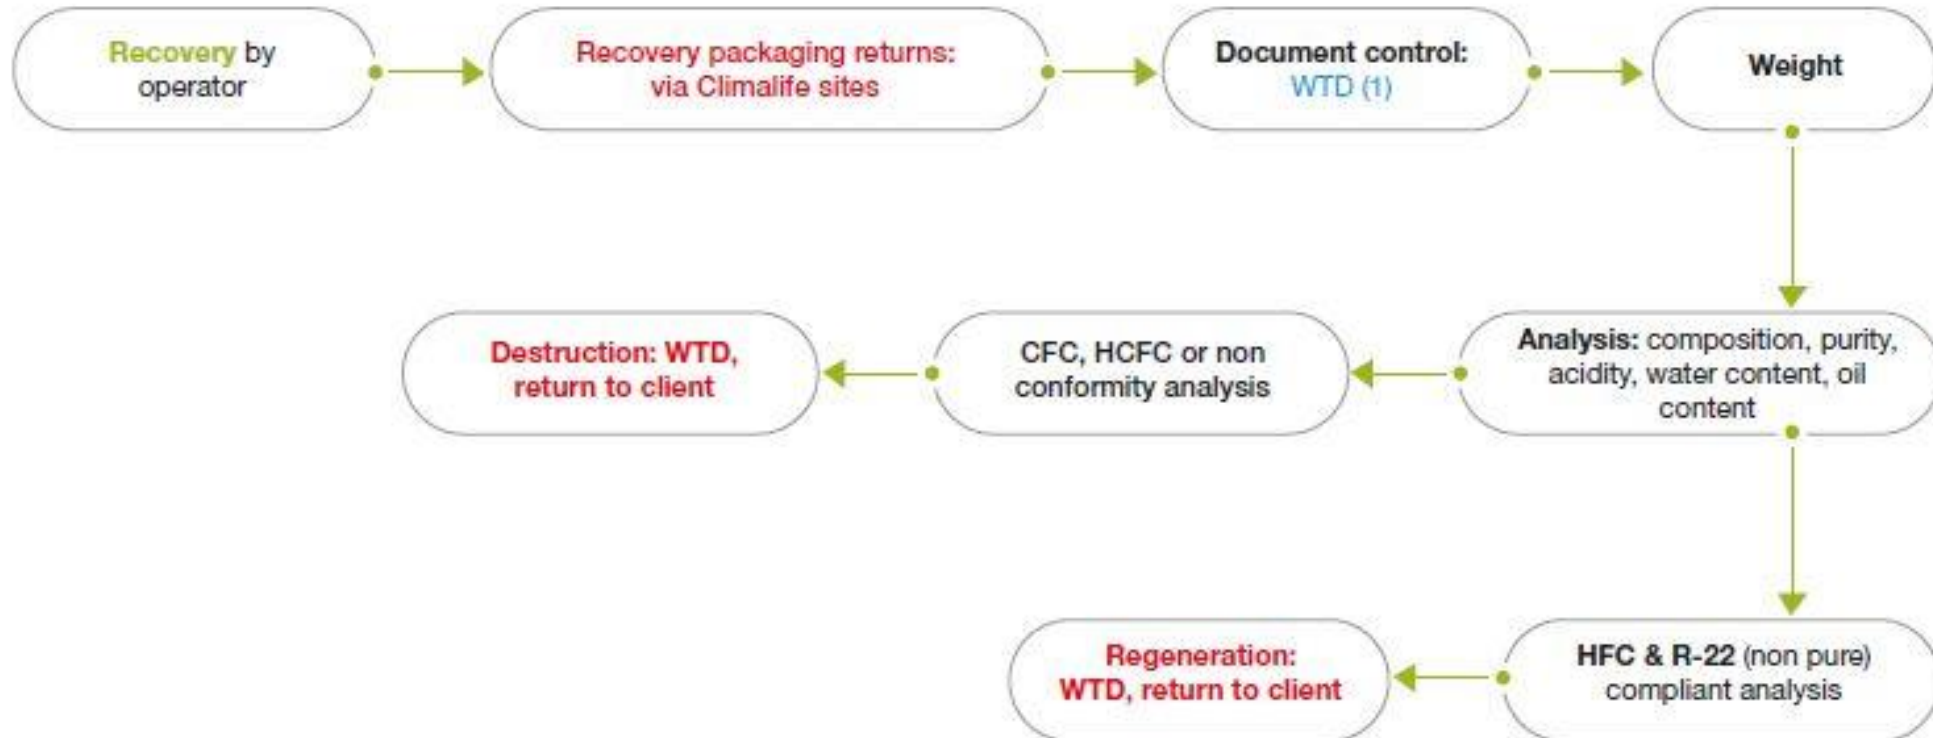 Recovery by
operator
Recovery packaging returns:
via Climalife sites
Document control:
WTD (1)
Weight
Analysis: composition, purity,
acidity, water content, oil
content
CFC, HCFC or non
conformity analysis
Destruction: WTD,
return to client
HFC & R-22 (non pure)
compliant analysis
Regeneration:
WTD, return to client